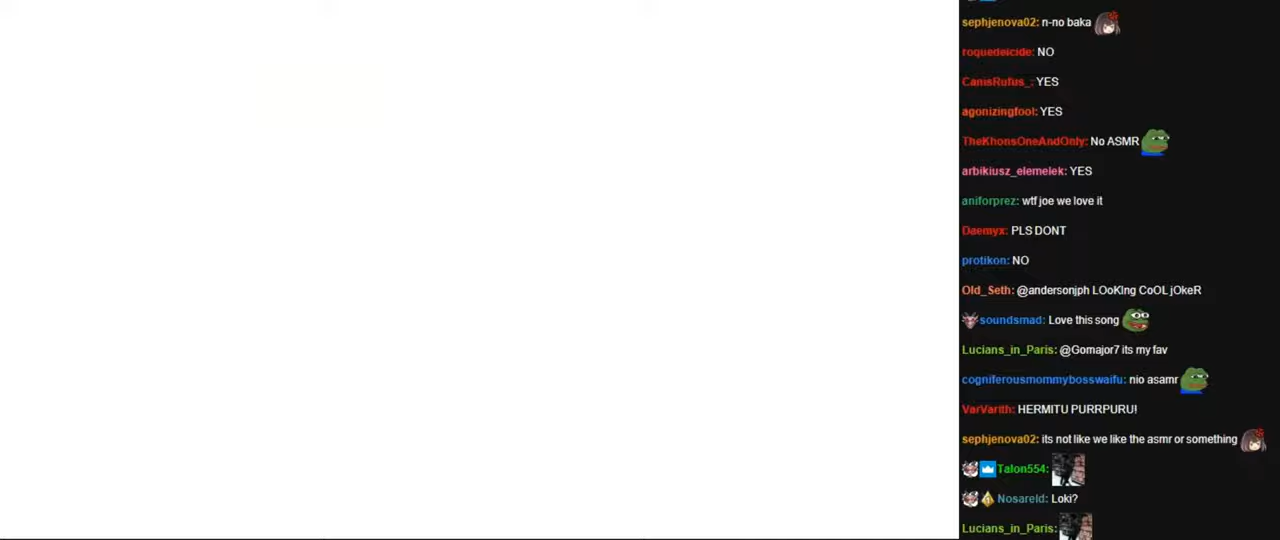 sephjenova02: n-no baka
roquedeicide: NO
CanisRufus_: YES
agonizingfool: YES
TheKhonsOneAndOnly: No ASMR
arbikiusz_elemelek: YES
aniforprez: wtf joe we love it
Daemyx: PLS DONT
protikon: NO
Old_Seth: @andersonjph LOoKIng CoOL jOkeR
soundsmad: Love this song
Lucians_in_Paris: @Gomajor7 its my fav
cogniferousmommybosswaifu: nio asamr
VarVarith: HERMITU PURRPURU!
sephjenova02: its not like we like the asmr or something
Talon554:
Nosareld: Loki?
Lucians_in_Paris: